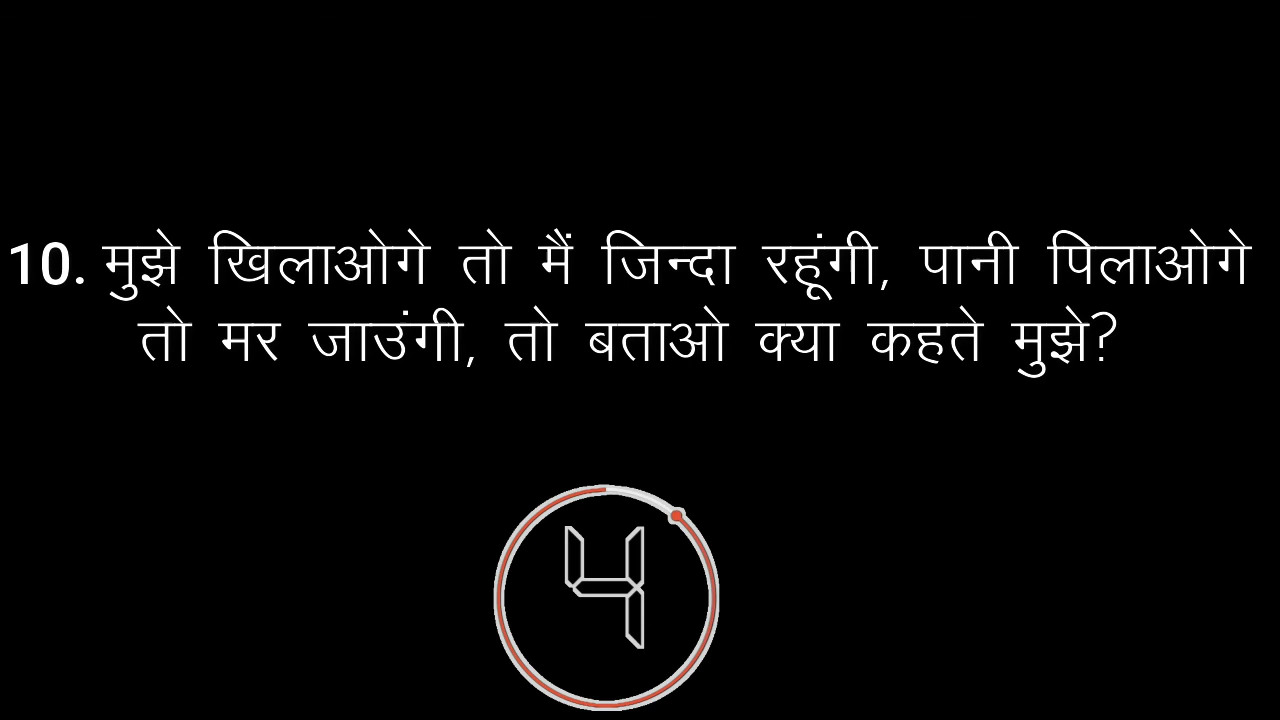 10. मुझे खिलाओगे तो मैं जिन्दा रहूंगी, पानी पिलाओगे
तो मर जाउंगी, तो बताओ क्या कहते मुझे?
4